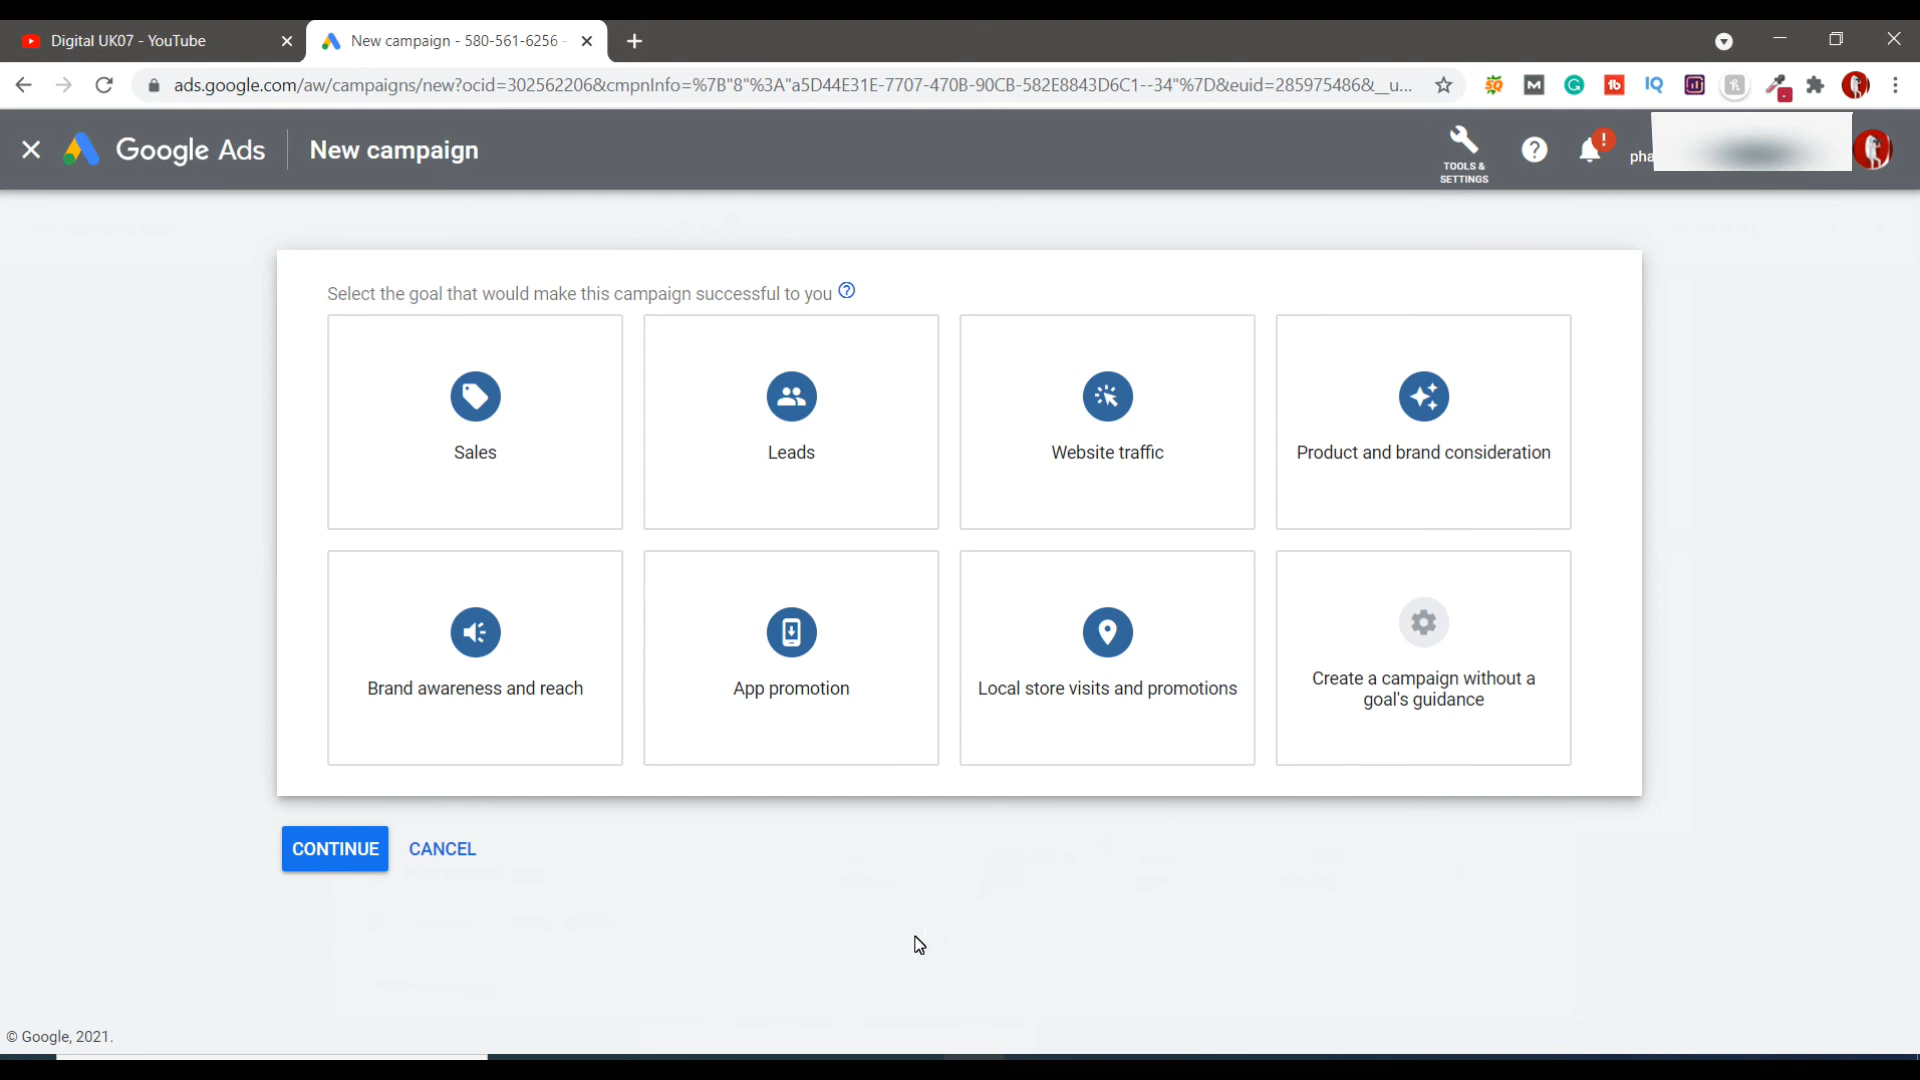 Digital UK07 - YouTube
New campaign - 580-561-6256 -
ads.google.com/aw/campaigns/new?ocid=302562206&cmpnInfo=%7B"8"%3A"a5D44E31E-7707-470B-90CB-582E8843D6C1--34"%7D&euid=285975486&__u...
Google Ads
New campaign
TOOLS &
SETTINGS
pha
Select the goal that would make this campaign successful to you
Sales
Leads
Website traffic
Product and brand consideration
Brand awareness and reach
App promotion
Local store visits and promotions
Create a campaign without a
goal's guidance
CONTINUE
CANCEL
© Google, 2021.